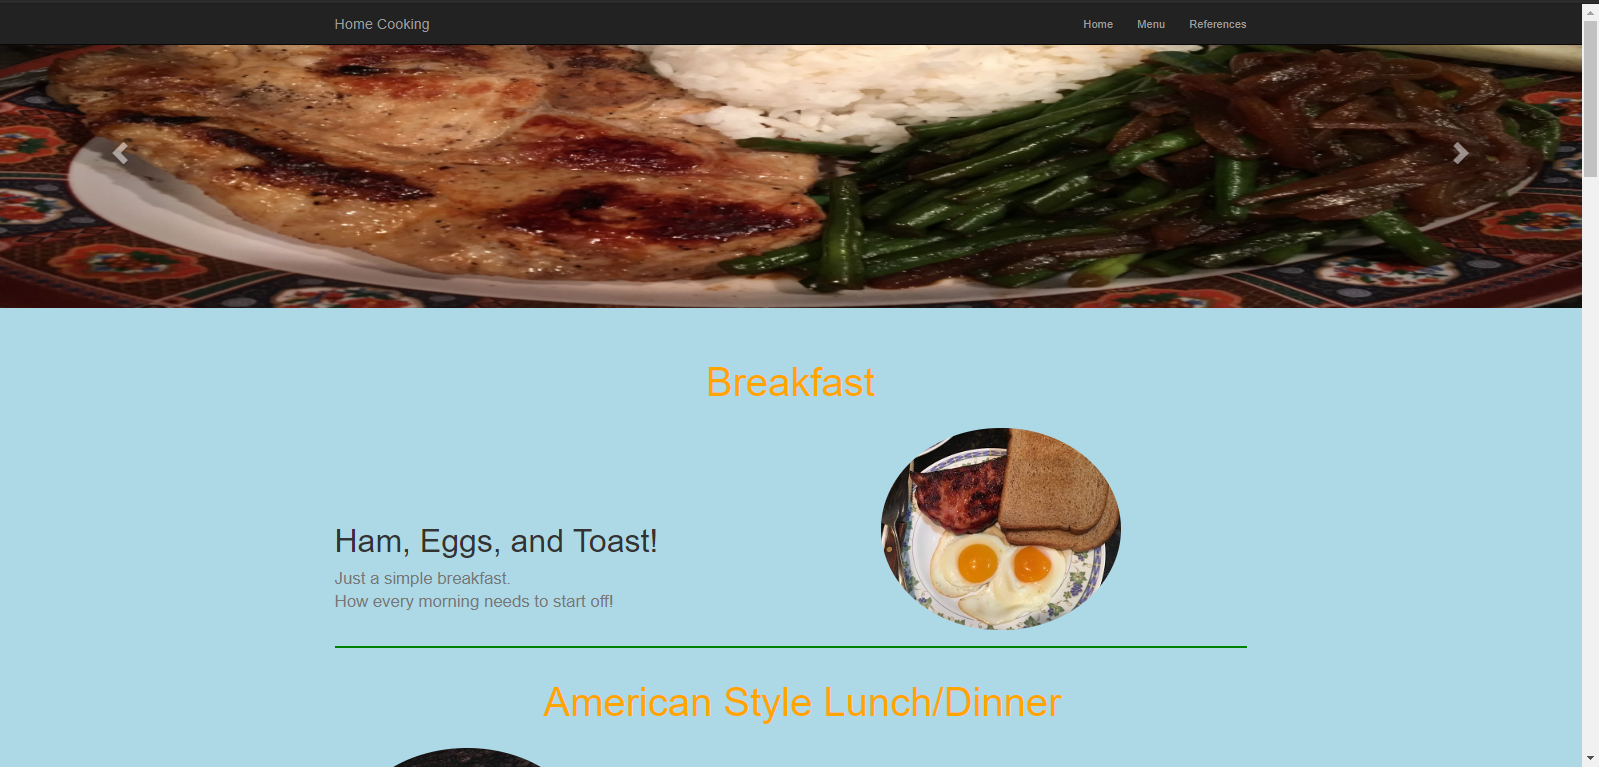 Home Cooking
Home Menu References
Breakfast
Ham, Eggs, and Toast!
Just a simple breakfast.
How every morning needs to start off!
American Style Lunch/Dinner